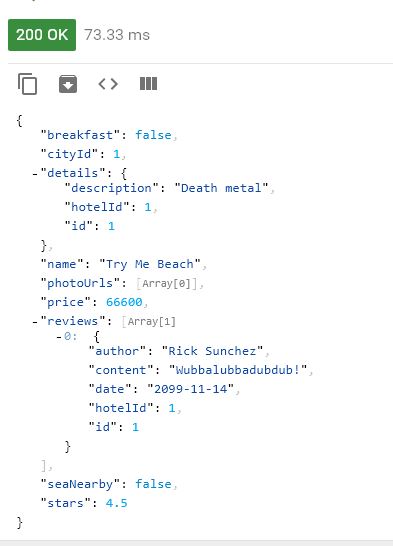 200 OK 73.33 ms
{
"breakfast": false,
"cityId": 1,
-"details": {
"description": "Death metal",
"hotelId": 1,
"id": 1
},
"name": "Try Me Beach",
"photoUrls": [Array[0]],
"price": 66600,
-"reviews": [Array[1]
-0: {
"author": "Rick Sunchez",
"content": "Wubbalubbadubdub!",
"date": "2099-11-14",
"hotelId": 1,
"id": 1
}
],
"seaNearby": false,
"stars": 4.5
}